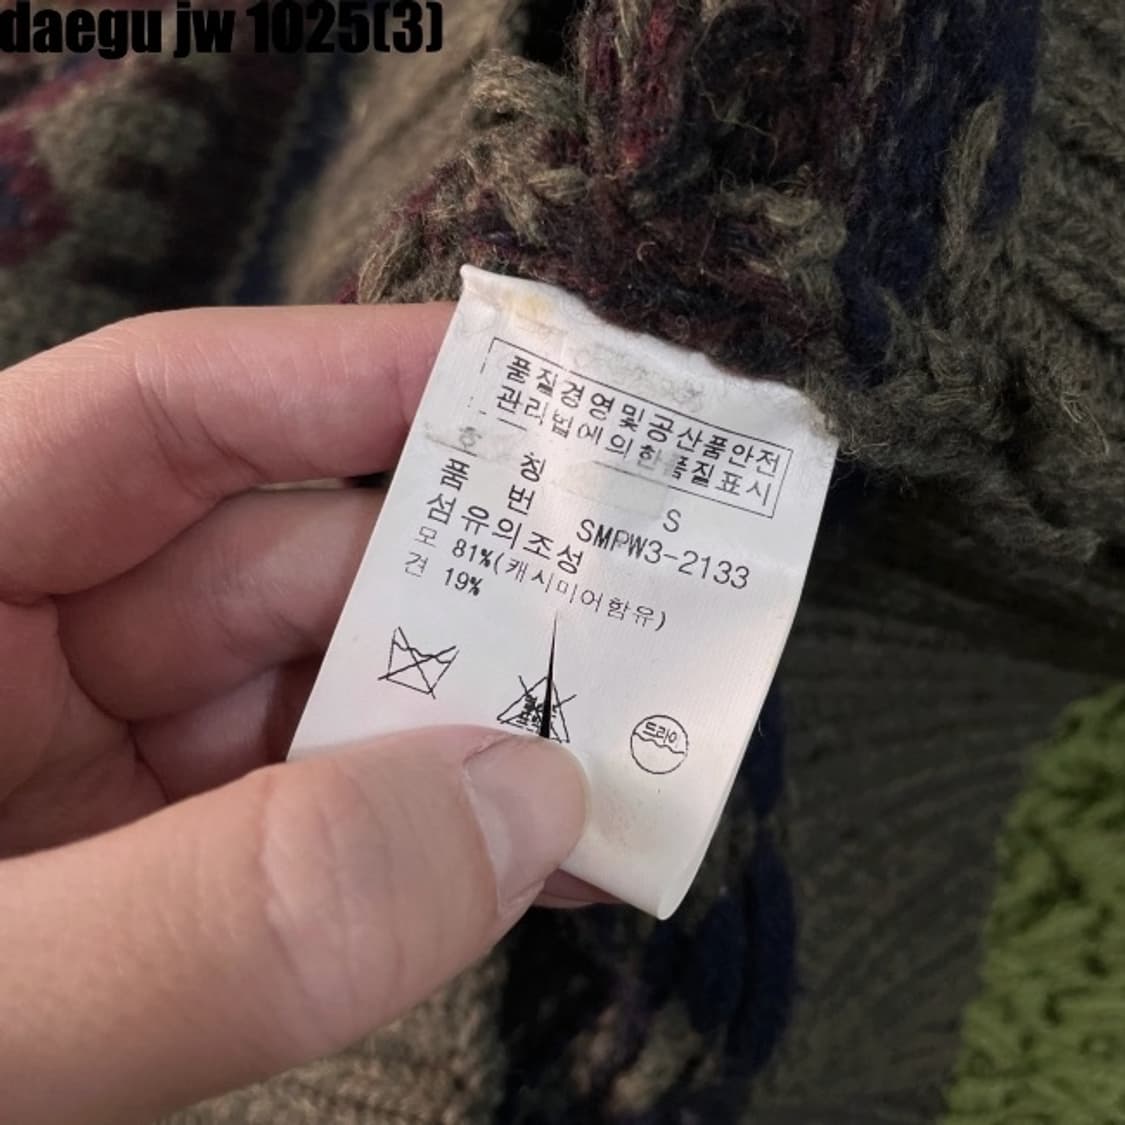 daegu jw 1025(3)
품질경영및공산품안전
관리법에의한품질표시
호 칭 S
품 번 SMPW3-2133
섬유의조성
모 81%(캐시미어함유)
견 19%
드라이